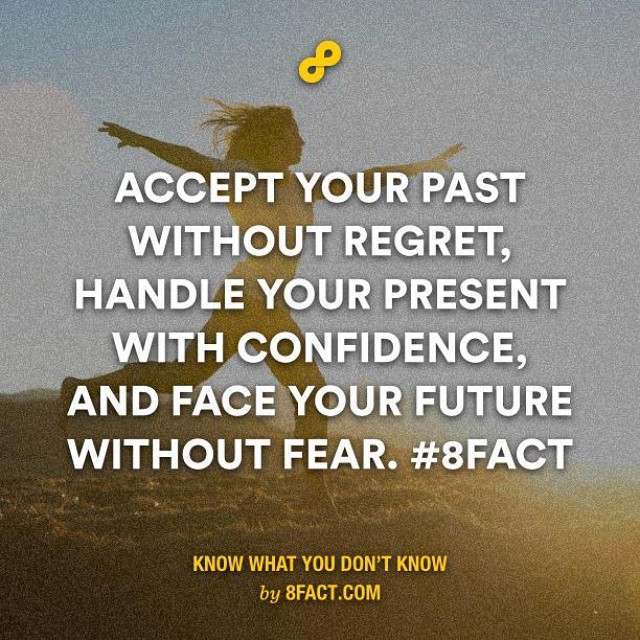 ACCEPT YOUR PAST
WITHOUT REGRET,
HANDLE YOUR PRESENT
WITH CONFIDENCE,
AND FACE YOUR FUTURE
WITHOUT FEAR. #8FACT
KNOW WHAT YOU DON'T KNOW
by 8FACT.COM